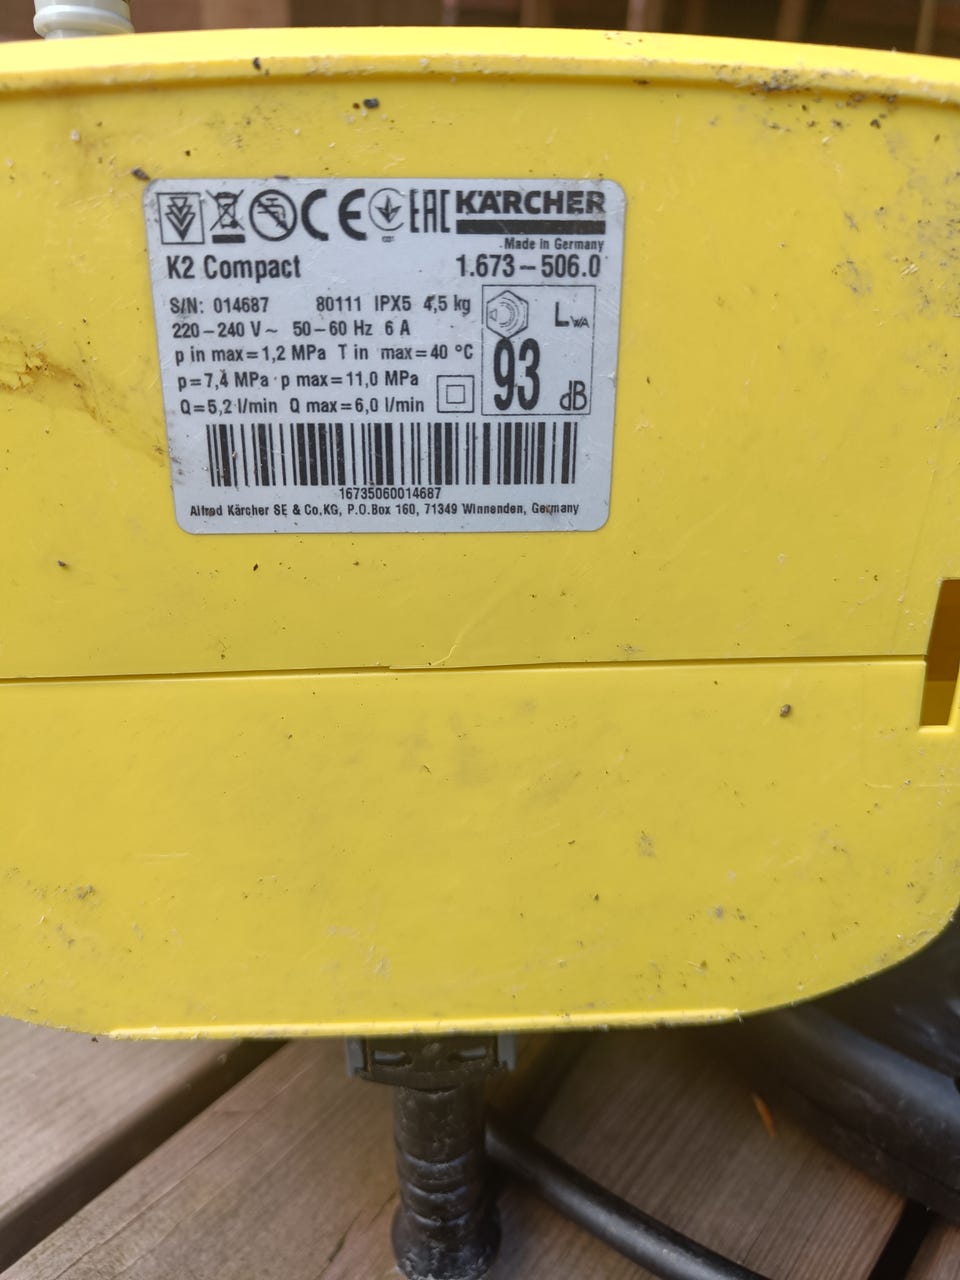 CE EAC KÄRCHER
Made in Germany
K2 Compact 1.673-506.0
S/N: 014687 80111 IPX5 4,5 kg
220-240 V~ 50-60 Hz 6 A
p in max=1,2 MPa T in max=40 °C
p=7,4 MPa p max=11,0 MPa
Q=5,2 l/min Q max=6,0 l/min
LWA
93 dB
16735060014687
Alfred Kärcher SE & Co.KG, P.O.Box 160, 71349 Winnenden, Germany